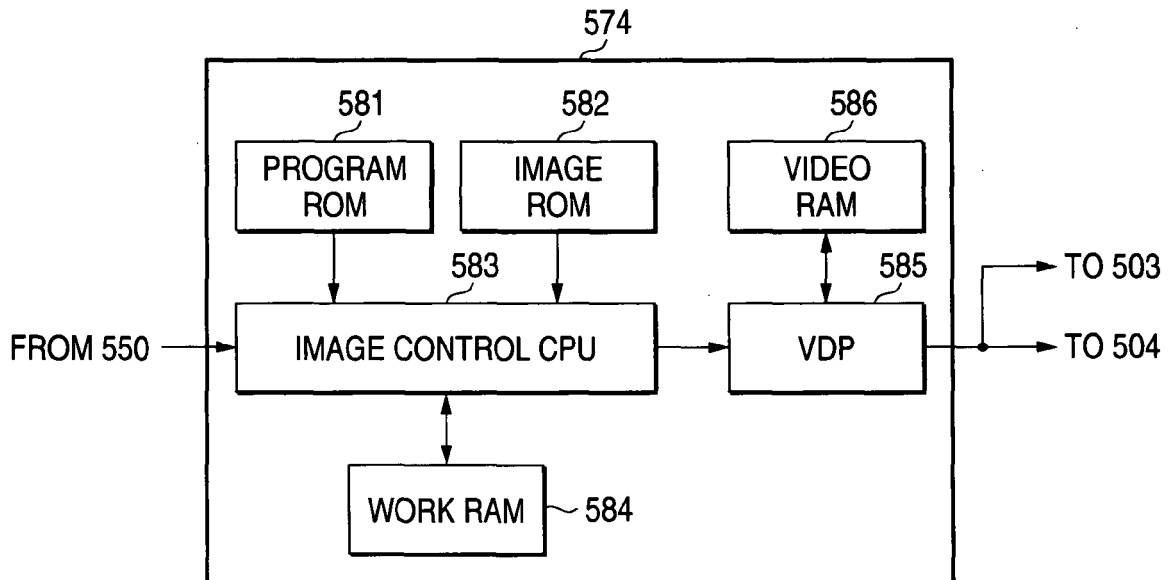 574
581
582
586
PROGRAM
ROM
IMAGE
ROM
VIDEO
RAM
583
585
TO 503
FROM 550
IMAGE CONTROL CPU
VDP
TO 504
WORK RAM
584